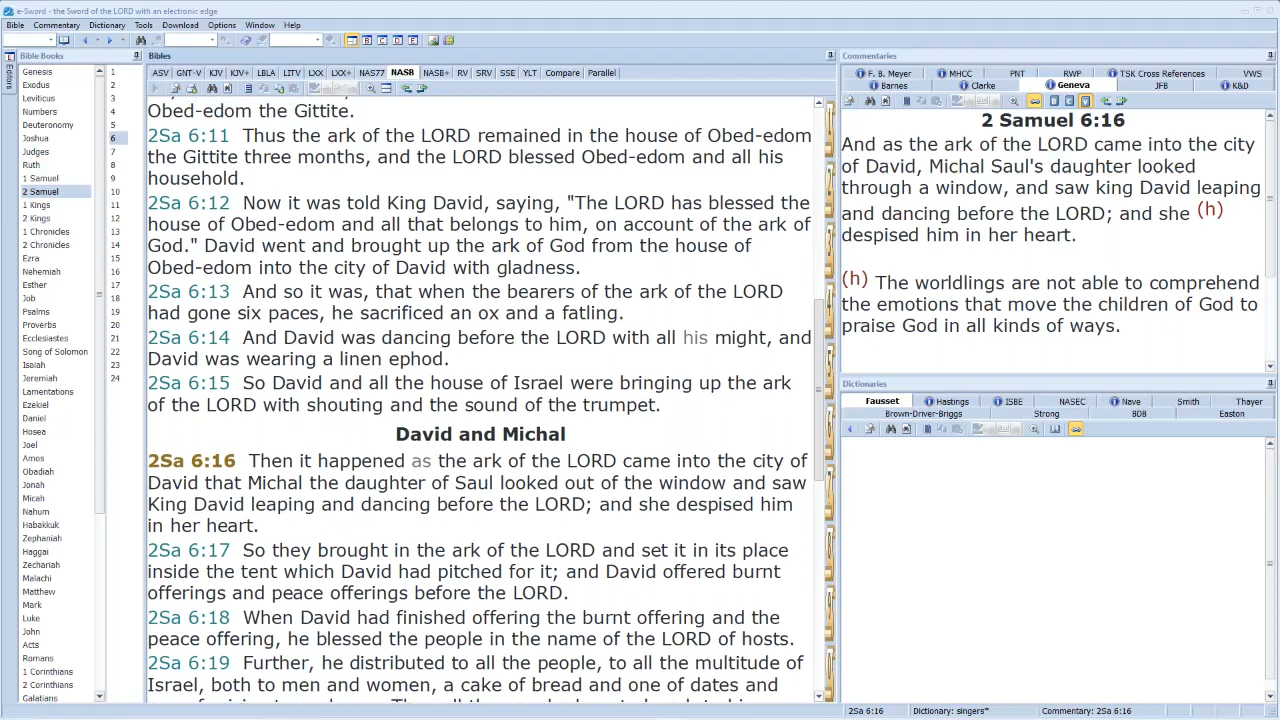 e-Sword - the Sword of the LORD with an electronic edge
Bible Commentary Dictionary Tools Download Options Window Help
B C D E
Editors
Bible Books
Genesis 1
Exodus 2
Leviticus 3
Numbers 4
Deuteronomy 5
Joshua 6
Judges 7
Ruth 8
1 Samuel 9
2 Samuel 10
1 Kings 11
2 Kings 12
1 Chronicles 13
2 Chronicles 14
Ezra 15
Nehemiah 16
Esther 17
Job 18
Psalms 19
Proverbs 20
Ecclesiastes 21
Song of Solomon 22
Isaiah 23
Jeremiah 24
Lamentations
Ezekiel
Daniel
Hosea
Joel
Amos
Obadiah
Jonah
Micah
Nahum
Habakkuk
Zephaniah
Haggai
Zechariah
Malachi
Matthew
Mark
Luke
John
Acts
Romans
1 Corinthians
2 Corinthians
Galatians
Bibles
ASV GNT-V KJV KJV+ LBLA LITV LXX LXX+ NAS77 NASB NASB+ RV SRV SSE YLT Compare Parallel
Obed-edom the Gittite.
2Sa 6:11 Thus the ark of the LORD remained in the house of Obed-edom
the Gittite three months, and the LORD blessed Obed-edom and all his
household.
2Sa 6:12 Now it was told King David, saying, "The LORD has blessed the
house of Obed-edom and all that belongs to him, on account of the ark of
God." David went and brought up the ark of God from the house of
Obed-edom into the city of David with gladness.
2Sa 6:13 And so it was, that when the bearers of the ark of the LORD
had gone six paces, he sacrificed an ox and a fatling.
2Sa 6:14 And David was dancing before the LORD with all his might, and
David was wearing a linen ephod.
2Sa 6:15 So David and all the house of Israel were bringing up the ark
of the LORD with shouting and the sound of the trumpet.
David and Michal
2Sa 6:16 Then it happened as the ark of the LORD came into the city of
David that Michal the daughter of Saul looked out of the window and saw
King David leaping and dancing before the LORD; and she despised him
in her heart.
2Sa 6:17 So they brought in the ark of the LORD and set it in its place
inside the tent which David had pitched for it; and David offered burnt
offerings and peace offerings before the LORD.
2Sa 6:18 When David had finished offering the burnt offering and the
peace offering, he blessed the people in the name of the LORD of hosts.
2Sa 6:19 Further, he distributed to all the people, to all the multitude of
Israel, both to men and women, a cake of bread and one of dates and
Commentaries
F. B. Meyer MHCC PNT RWP TSK Cross References VWS
Barnes Clarke Geneva JFB K&D
2 Samuel 6:16
And as the ark of the LORD came into the city
of David, Michal Saul's daughter looked
through a window, and saw king David leaping
and dancing before the LORD; and she (h)
despised him in her heart.
(h) The worldlings are not able to comprehend
the emotions that move the children of God to
praise God in all kinds of ways.
Dictionaries
Fausset Hastings ISBE NASEC Nave Smith Thayer
Brown-Driver-Briggs Strong BDB Easton
2Sa 6:16 Dictionary: singers* Commentary: 2Sa 6:16